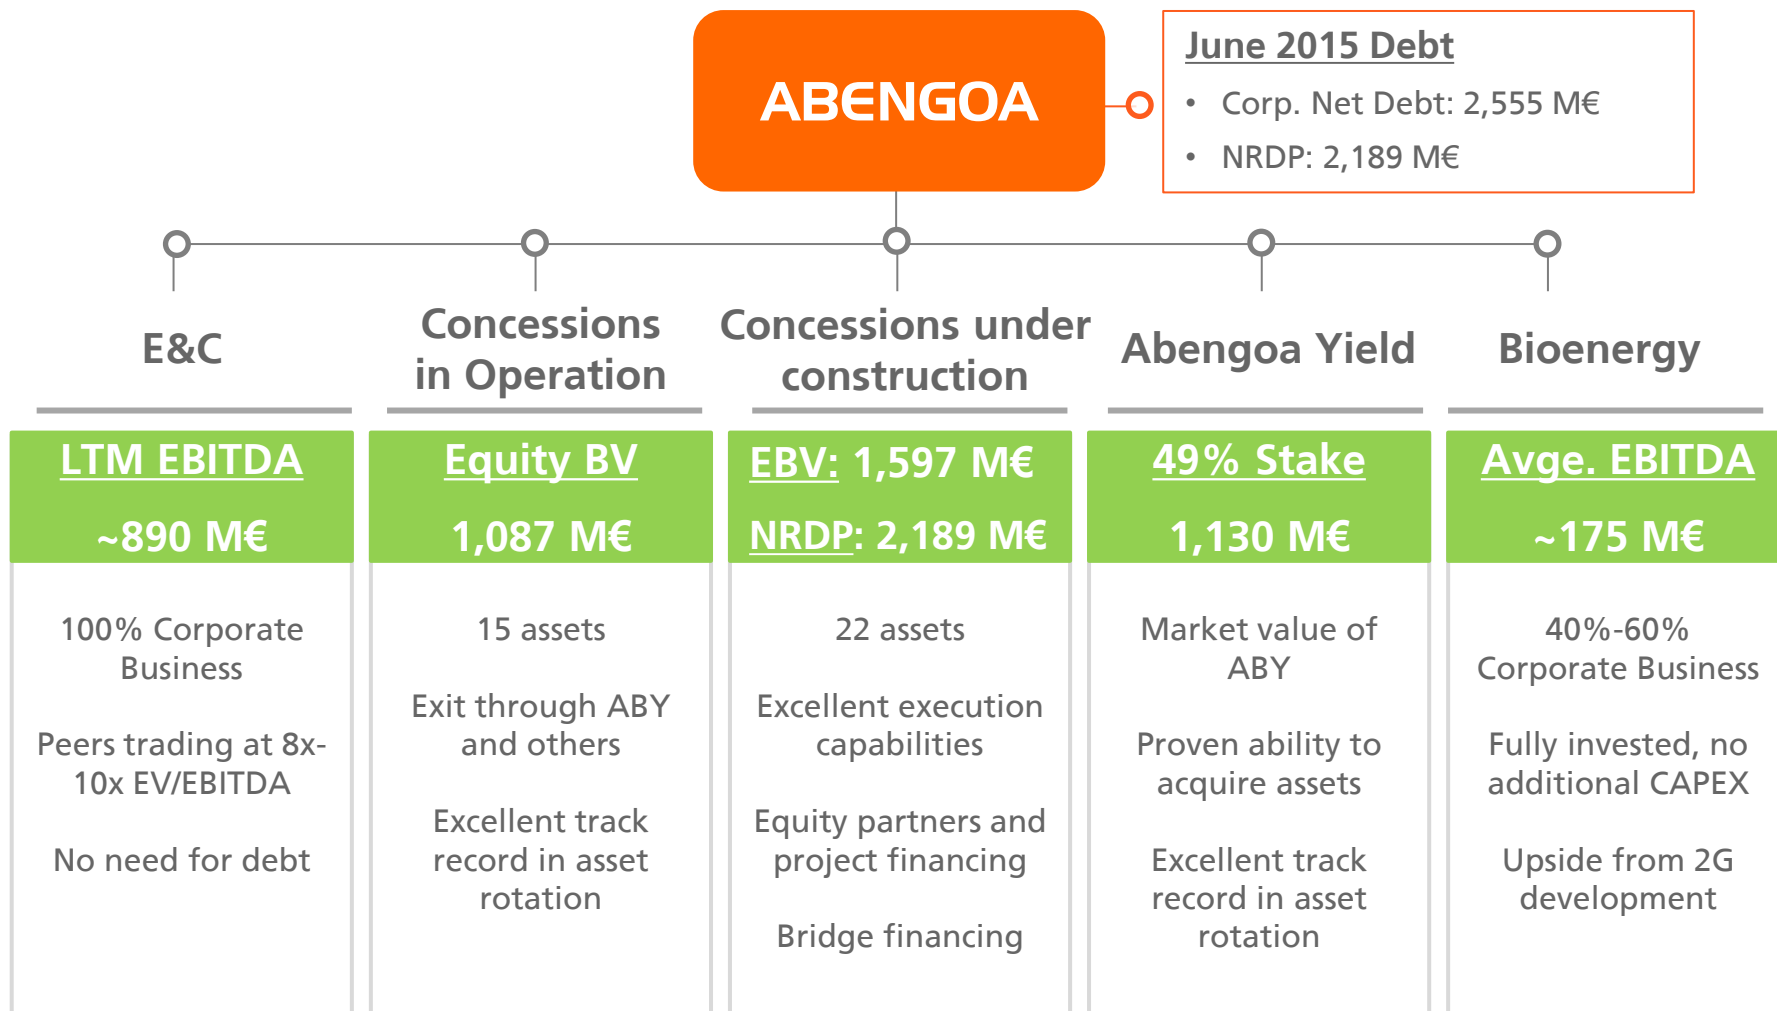 ABENGOA
June 2015 Debt
• Corp. Net Debt: 2,555 M€
• NRDP: 2,189 M€
E&C
LTM EBITDA
~890 M€
100% Corporate
Business
Peers trading at 8x-
10x EV/EBITDA
No need for debt
Concessions
in Operation
Equity BV
1,087 M€
15 assets
Exit through ABY
and others
Excellent track
record in asset
rotation
Concessions under
construction
EBV: 1,597 M€
NRDP: 2,189 M€
22 assets
Excellent execution
capabilities
Equity partners and
project financing
Bridge financing
Abengoa Yield
49% Stake
1,130 M€
Market value of
ABY
Proven ability to
acquire assets
Excellent track
record in asset
rotation
Bioenergy
Avge. EBITDA
~175 M€
40%-60%
Corporate Business
Fully invested, no
additional CAPEX
Upside from 2G
development